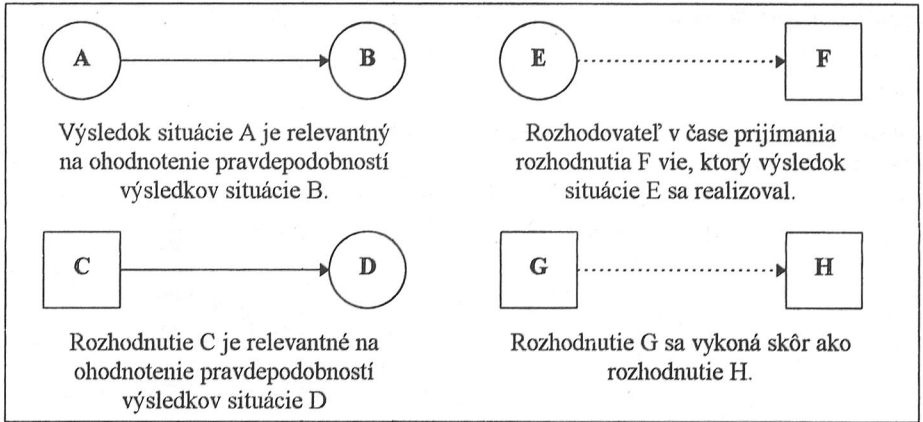 A
B
Výsledok situácie A je relevantný
na ohodnotenie pravdepodobností
výsledkov situácie B.
E
F
Rozhodovateľ v čase prijímania
rozhodnutia F vie, ktorý výsledok
situácie E sa realizoval.
C
D
Rozhodnutie C je relevantné na
ohodnotenie pravdepodobností
výsledkov situácie D
G
H
Rozhodnutie G sa vykoná skôr ako
rozhodnutie H.